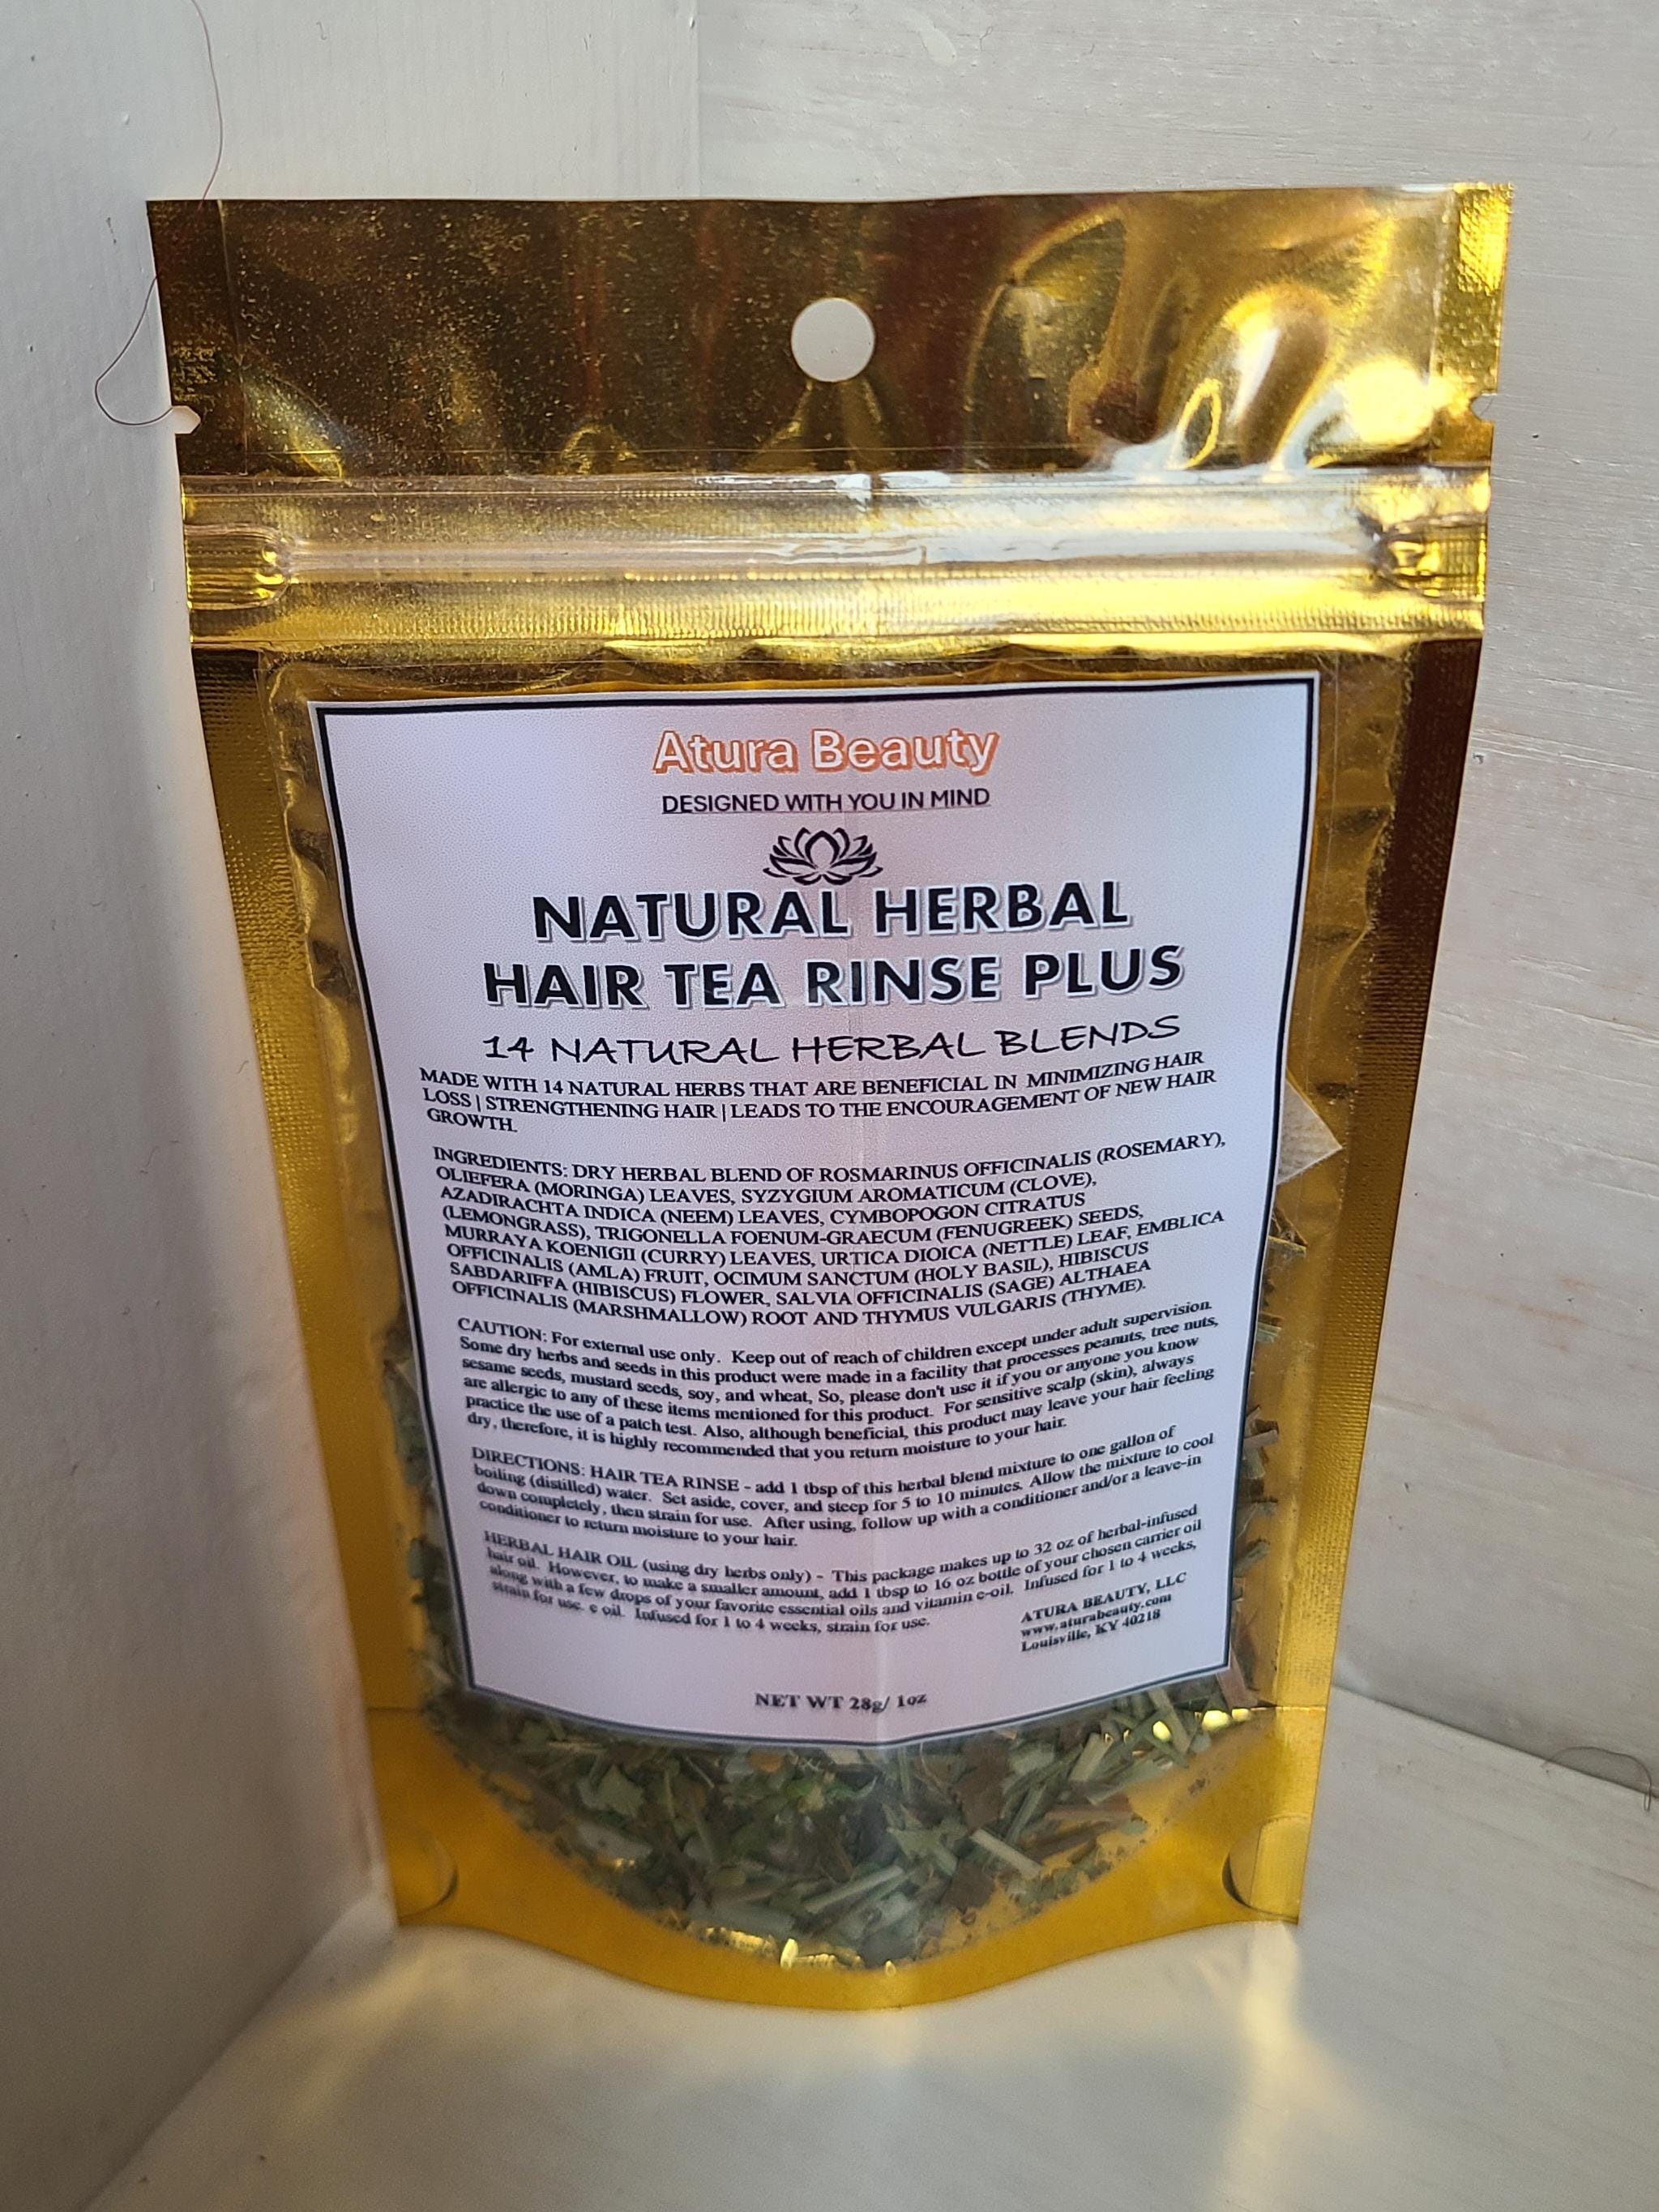 Atura Beauty
DESIGNED WITH YOU IN MIND
NATURAL HERBAL
HAIR TEA RINSE PLUS
14 NATURAL HERBAL BLENDS
MADE WITH 14 NATURAL HERBS THAT ARE BENEFICIAL IN MINIMIZING HAIR
LOSS | STRENGTHENING HAIR | LEADS TO THE ENCOURAGEMENT OF NEW HAIR
GROWTH.
INGREDIENTS: DRY HERBAL BLEND OF ROSMARINUS OFFICINALIS (ROSEMARY),
OLIEFERA (MORINGA) LEAVES, SYZYGIUM AROMATICUM (CLOVE),
AZADIRACHTA INDICA (NEEM) LEAVES, CYMBOPOGON CITRATUS
(LEMONGRASS), TRIGONELLA FOENUM-GRAECUM (FENUGREEK) SEEDS,
MURRAYA KOENIGII (CURRY) LEAVES, URTICA DIOICA (NETTLE) LEAF, EMBLICA
OFFICINALIS (AMLA) FRUIT, OCIMUM SANCTUM (HOLY BASIL), HIBISCUS
SABDARIFFA (HIBISCUS) FLOWER, SALVIA OFFICINALIS (SAGE) ALTHAEA
OFFICINALIS (MARSHMALLOW) ROOT AND THYMUS VULGARIS (THYME).
CAUTION: For external use only. Keep out of reach of children except under adult supervision.
Some dry herbs and seeds in this product were made in a facility that processes peanuts, tree nuts,
sesame seeds, mustard seeds, soy, and wheat, So, please don't use it if you or anyone you know
are allergic to any of these items mentioned for this product. For sensitive scalp (skin), always
practice the use of a patch test. Also, although beneficial, this product may leave your hair feeling
dry, therefore, it is highly recommended that you return moisture to your hair.
DIRECTIONS: HAIR TEA RINSE - add 1 tbsp of this herbal blend mixture to one gallon of
boiling (distilled) water. Set aside, cover, and steep for 5 to 10 minutes. Allow the mixture to cool
down completely, then strain for use. After using, follow up with a conditioner and/or a leave-in
conditioner to return moisture to your hair.
HERBAL HAIR OIL (using dry herbs only) - This package makes up to 32 oz of herbal-infused
hair oil. However, to make a smaller amount, add 1 tbsp to 16 oz bottle of your chosen carrier oil
along with a few drops of your favorite essential oils and vitamin e-oil. Infused for 1 to 4 weeks,
strain for use. e oil. Infused for 1 to 4 weeks, strain for use.
ATURA BEAUTY, LLC
www.aturabeauty.com
Louisville, KY 40218
NET WT 28g/ 1oz